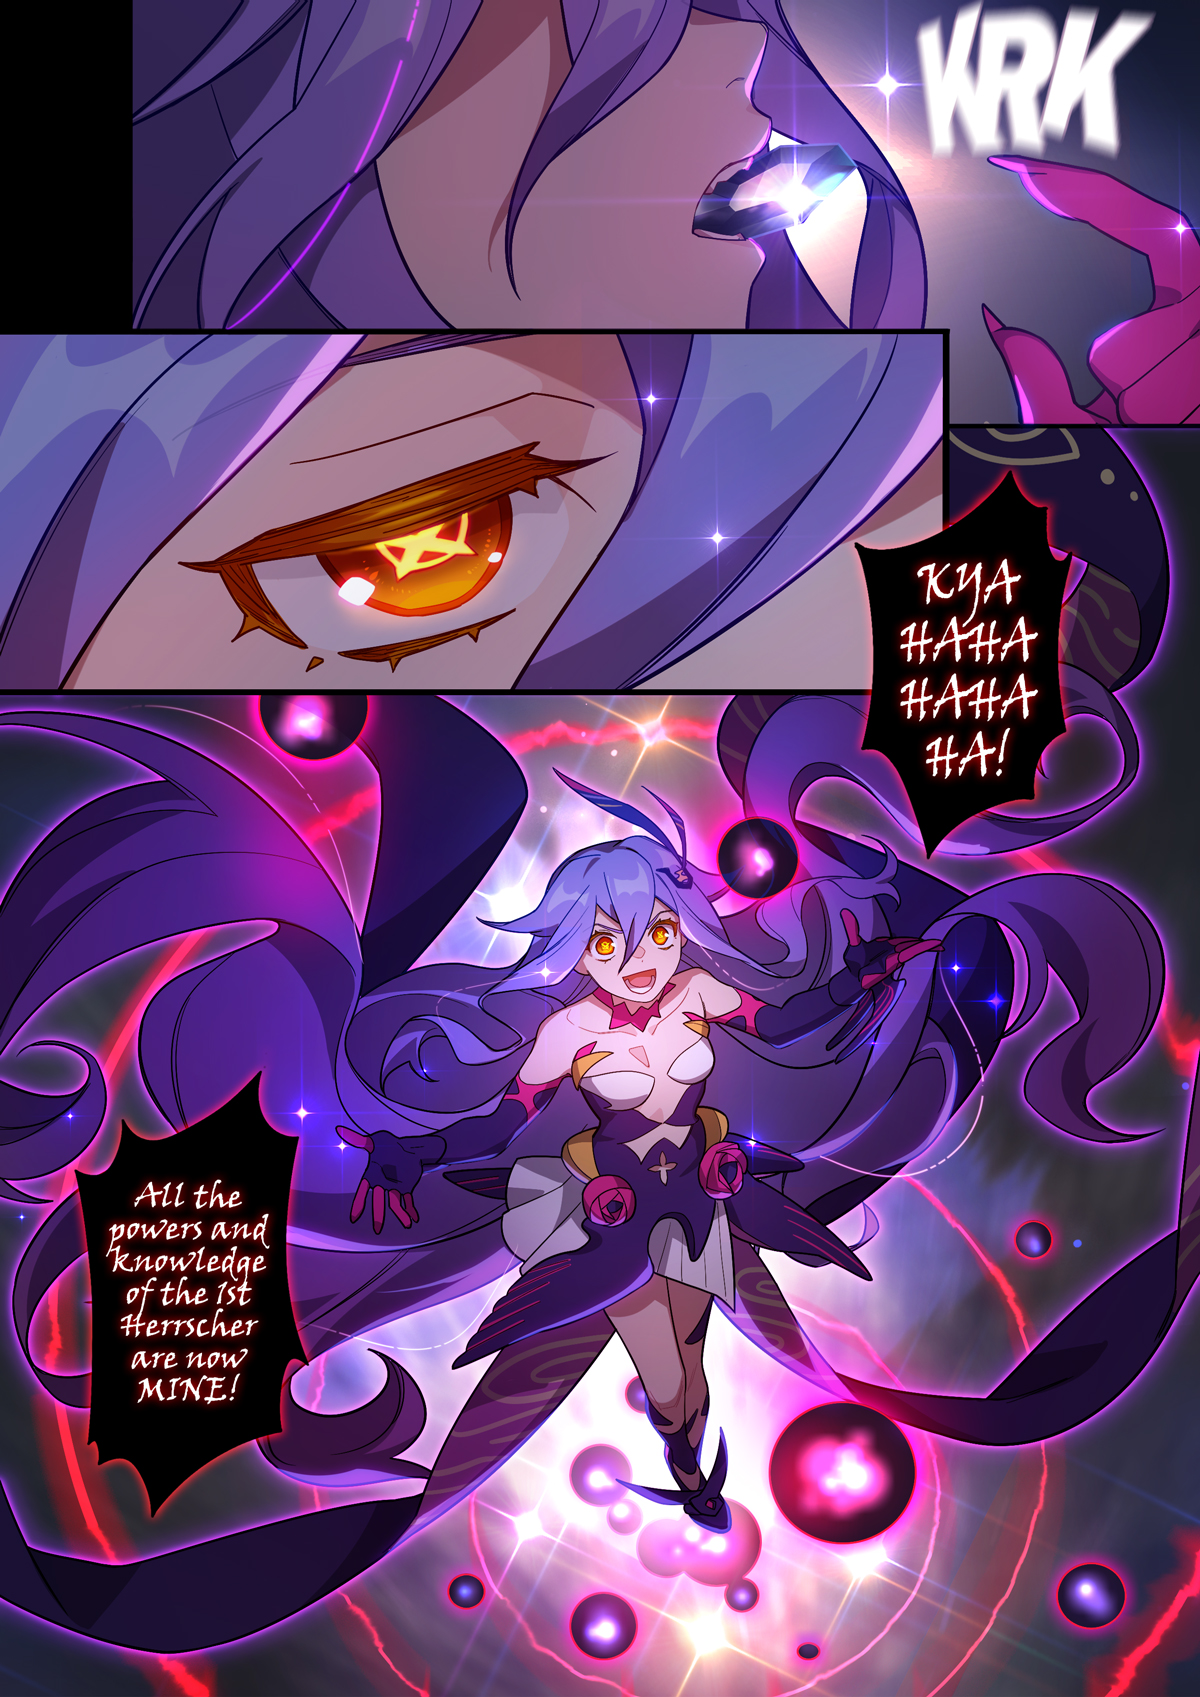 KRK
KYA
HAHA
HAHA
HA!
All the
powers and
knowledge
of the 1st
Herrscher
are now
MINE!